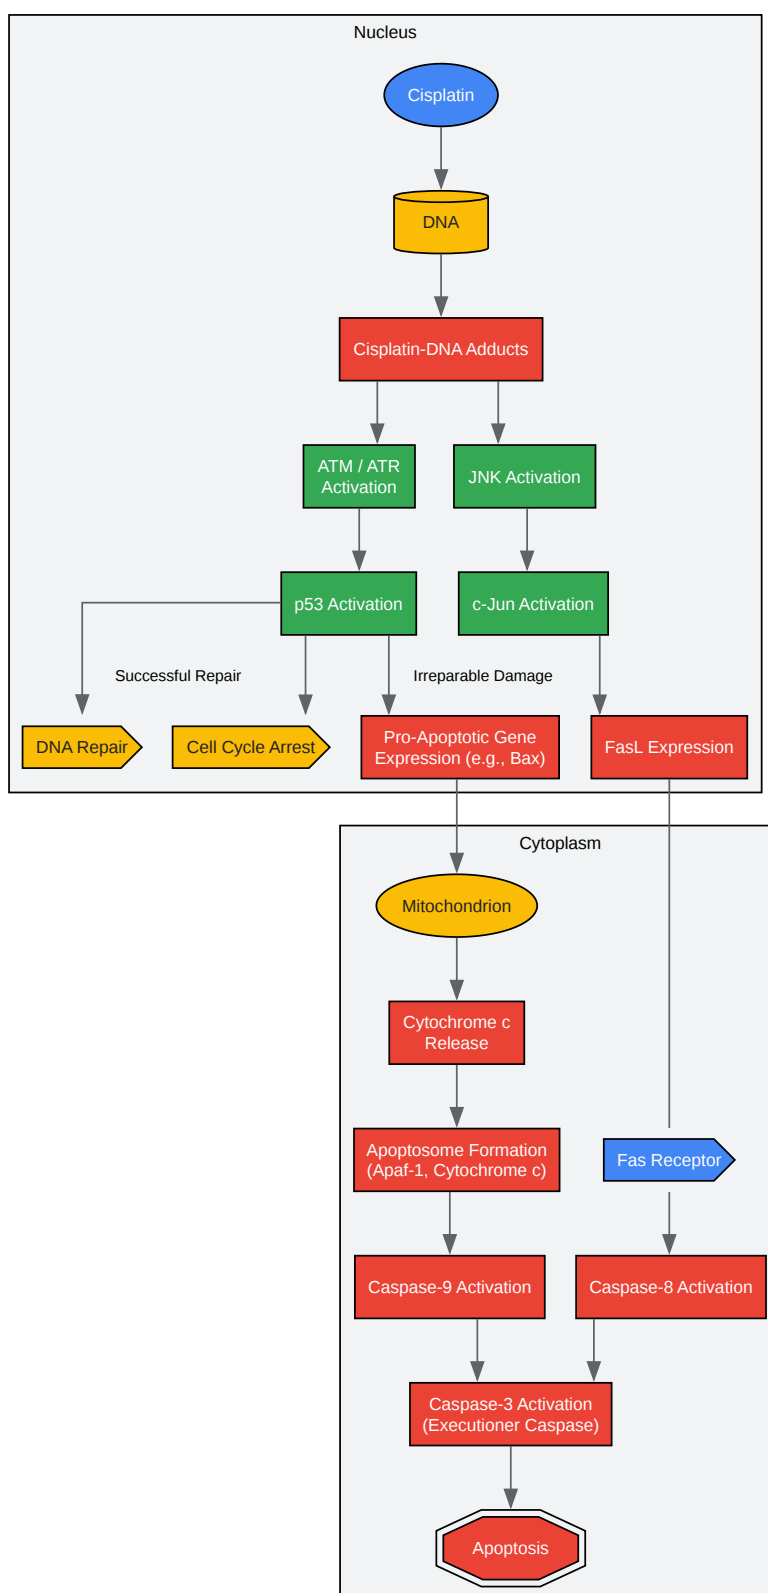 Nucleus
Cisplatin
DNA
Cisplatin-DNA Adducts
ATM / ATR
Activation
JNK Activation
p53 Activation
c-Jun Activation
Successful Repair
Irreparable Damage
DNA Repair
Cell Cycle Arrest
Pro-Apoptotic Gene
Expression (e.g., Bax)
FasL Expression
Cytoplasm
Mitochondrion
Cytochrome c
Release
Apoptosome Formation
(Apaf-1, Cytochrome c)
Fas Receptor
Caspase-9 Activation
Caspase-8 Activation
Caspase-3 Activation
(Executioner Caspase)
Apoptosis